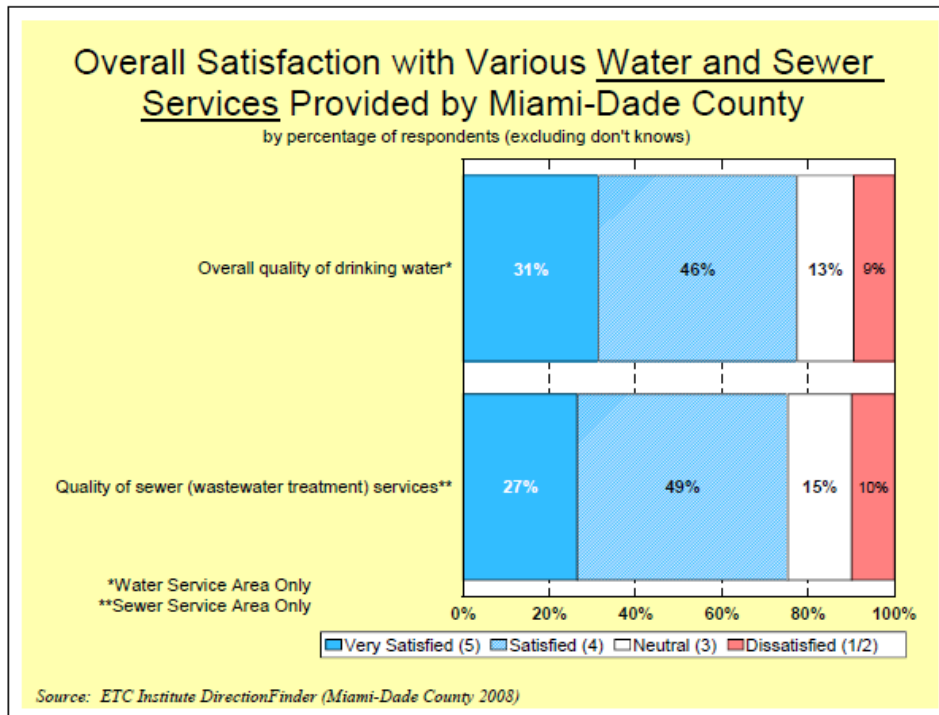 Overall Satisfaction with Various Water and Sewer
Services Provided by Miami-Dade County
by percentage of respondents (excluding don't knows)
Overall quality of drinking water*
31%
46%
13%
9%
Quality of sewer (wastewater treatment) services**
27%
49%
15%
10%
*Water Service Area Only
**Sewer Service Area Only
0%
20%
40%
60%
80%
100%
Very Satisfied (5)
Satisfied (4)
Neutral (3)
Dissatisfied (1/2)
Source: ETC Institute DirectionFinder (Miami-Dade County 2008)